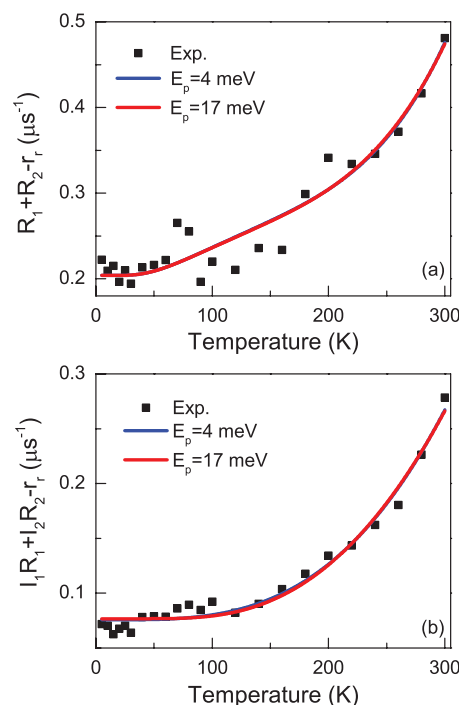 0.5
0.4
0.3
0.2
R₁+R₂-rᵣ (μs⁻¹)
Exp.
Eₚ=4 meV
Eₚ=17 meV
(a)
0 100 200 300
Temperature (K)
0.3
0.2
0.1
I₁R₁+I₂R₂-rᵣ (μs⁻¹)
Exp.
Eₚ=4 meV
Eₚ=17 meV
(b)
0 100 200 300
Temperature (K)